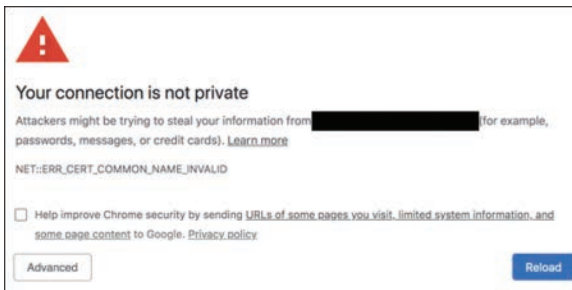 Your connection is not private
Attackers might be trying to steal your information from (for example,
passwords, messages, or credit cards). Learn more
NET::ERR_CERT_COMMON_NAME_INVALID
Help improve Chrome security by sending URLs of some pages you visit, limited system information, and
some page content to Google. Privacy policy
Advanced Reload